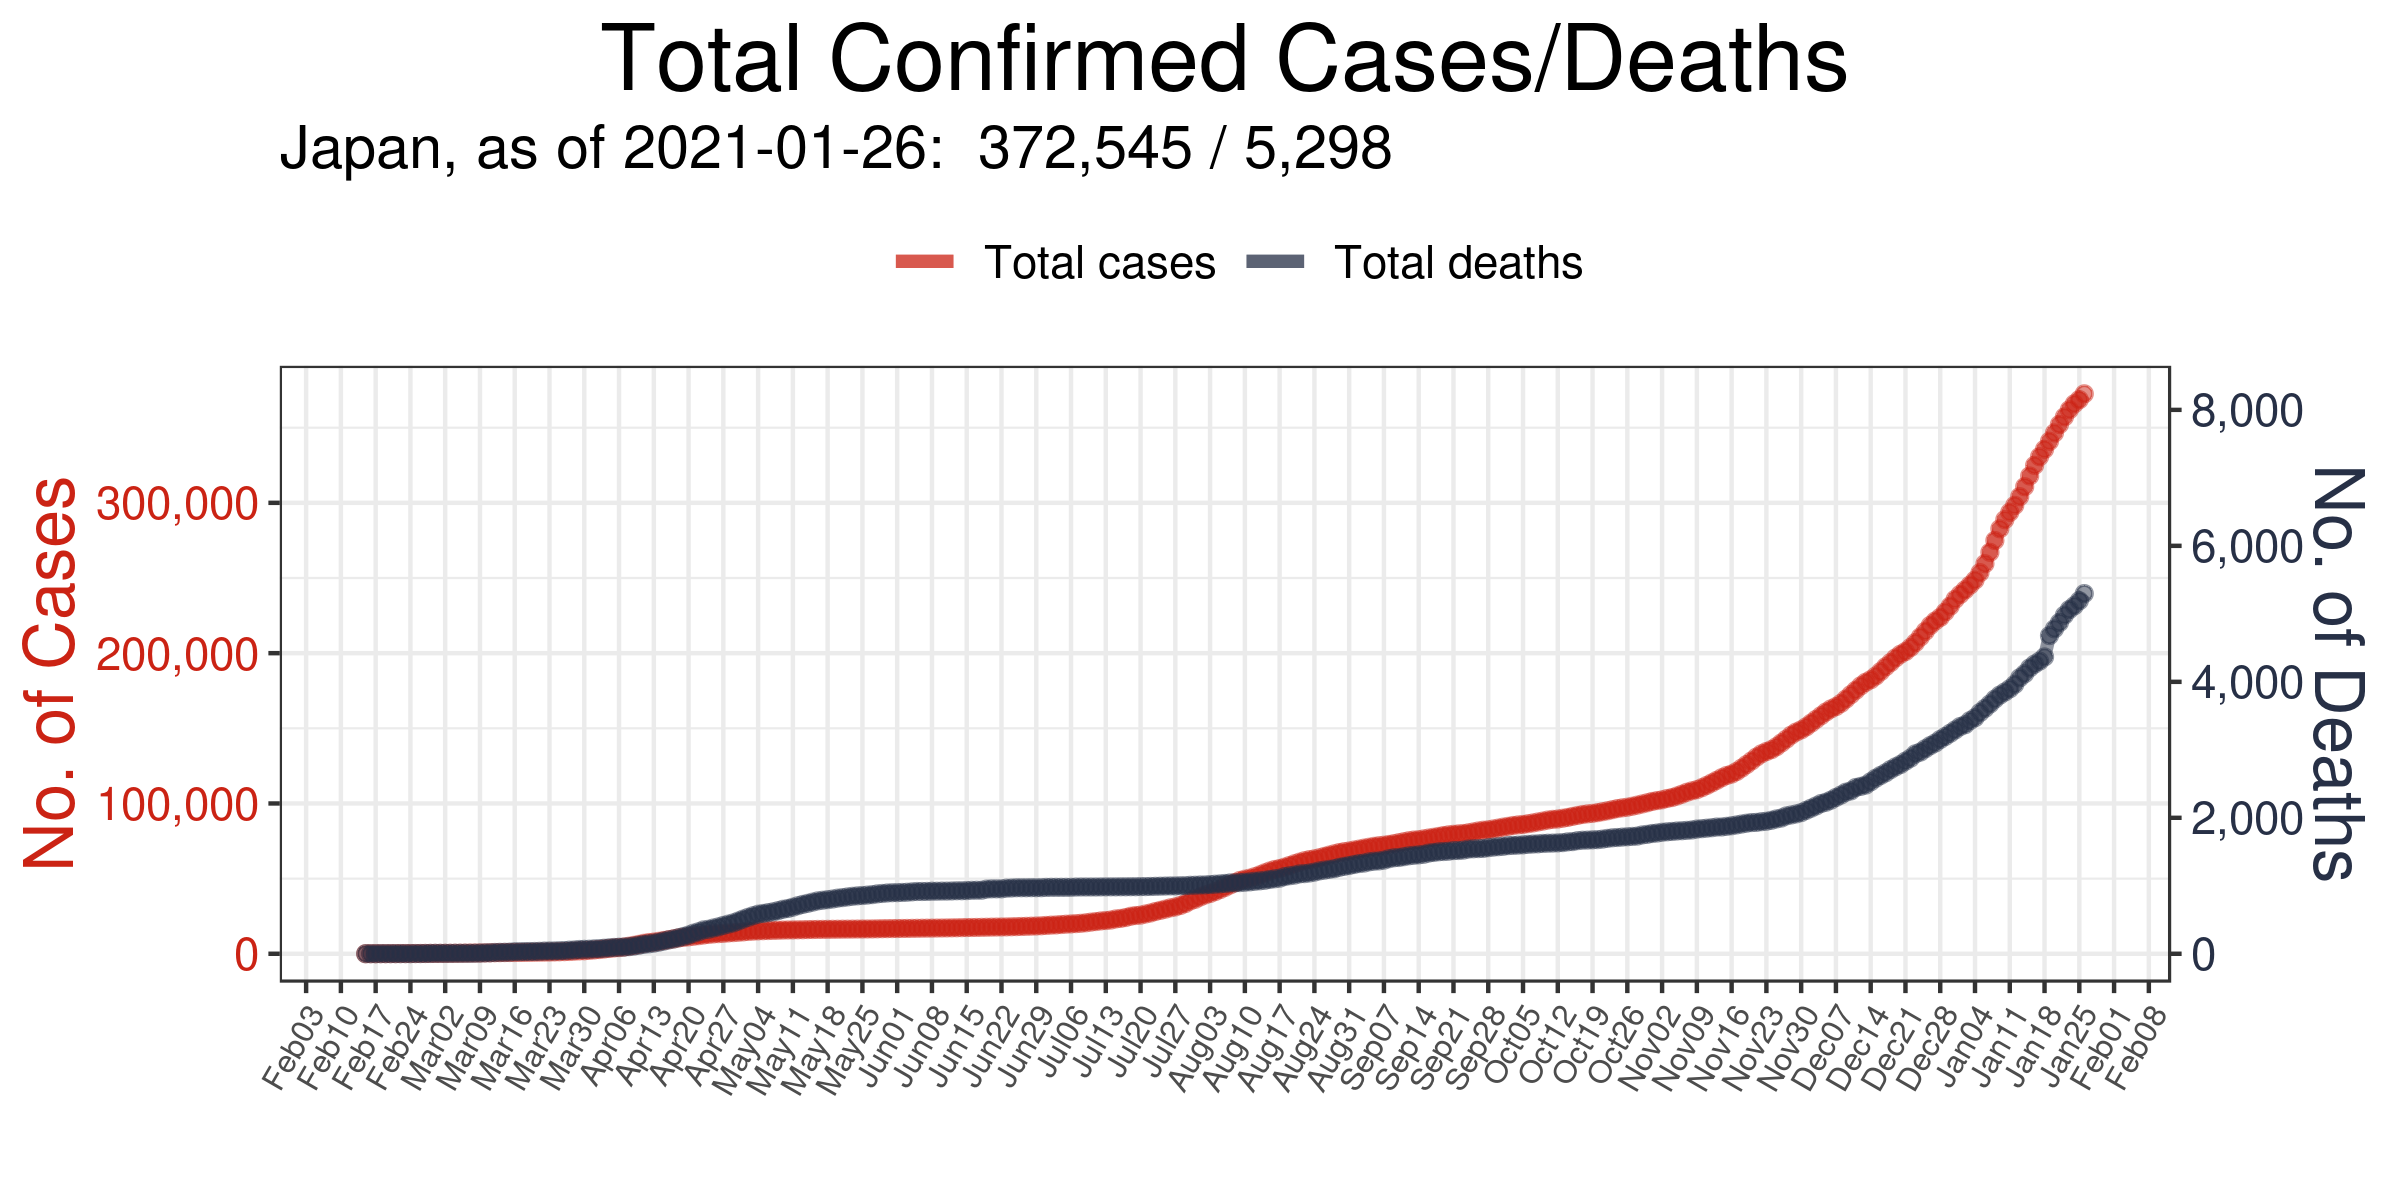 Total Confirmed Cases/Deaths
Japan, as of 2021-01-26: 372,545 / 5,298
Total cases
Total deaths
No. of Cases
300,000
200,000
100,000
0
8,000
6,000
4,000
2,000
0
No. of Deaths
Feb03
Feb10
Feb17
Feb24
Mar02
Mar09
Mar16
Mar23
Mar30
Apr06
Apr13
Apr20
Apr27
May04
May11
May18
May25
Jun01
Jun08
Jun15
Jun22
Jun29
Jul06
Jul13
Jul20
Jul27
Aug03
Aug10
Aug17
Aug24
Aug31
Sep07
Sep14
Sep21
Sep28
Oct05
Oct12
Oct19
Oct26
Nov02
Nov09
Nov16
Nov23
Nov30
Dec07
Dec14
Dec21
Dec28
Jan04
Jan11
Jan18
Jan25
Feb01
Feb08